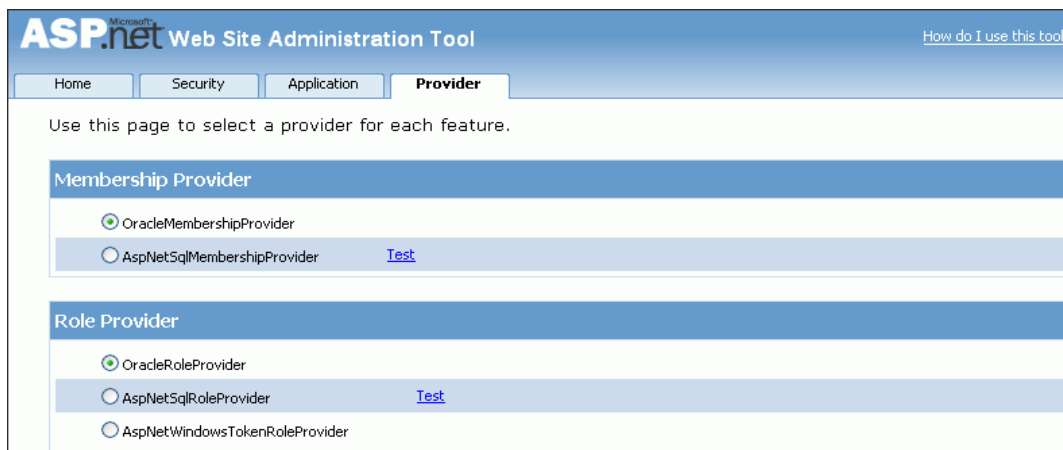 Microsoft
ASP.net Web Site Administration Tool
How do I use this tool
Home Security Application Provider
Use this page to select a provider for each feature.
Membership Provider
OracleMembershipProvider
AspNetSqlMembershipProvider Test
Role Provider
OracleRoleProvider
AspNetSqlRoleProvider Test
AspNetWindowsTokenRoleProvider